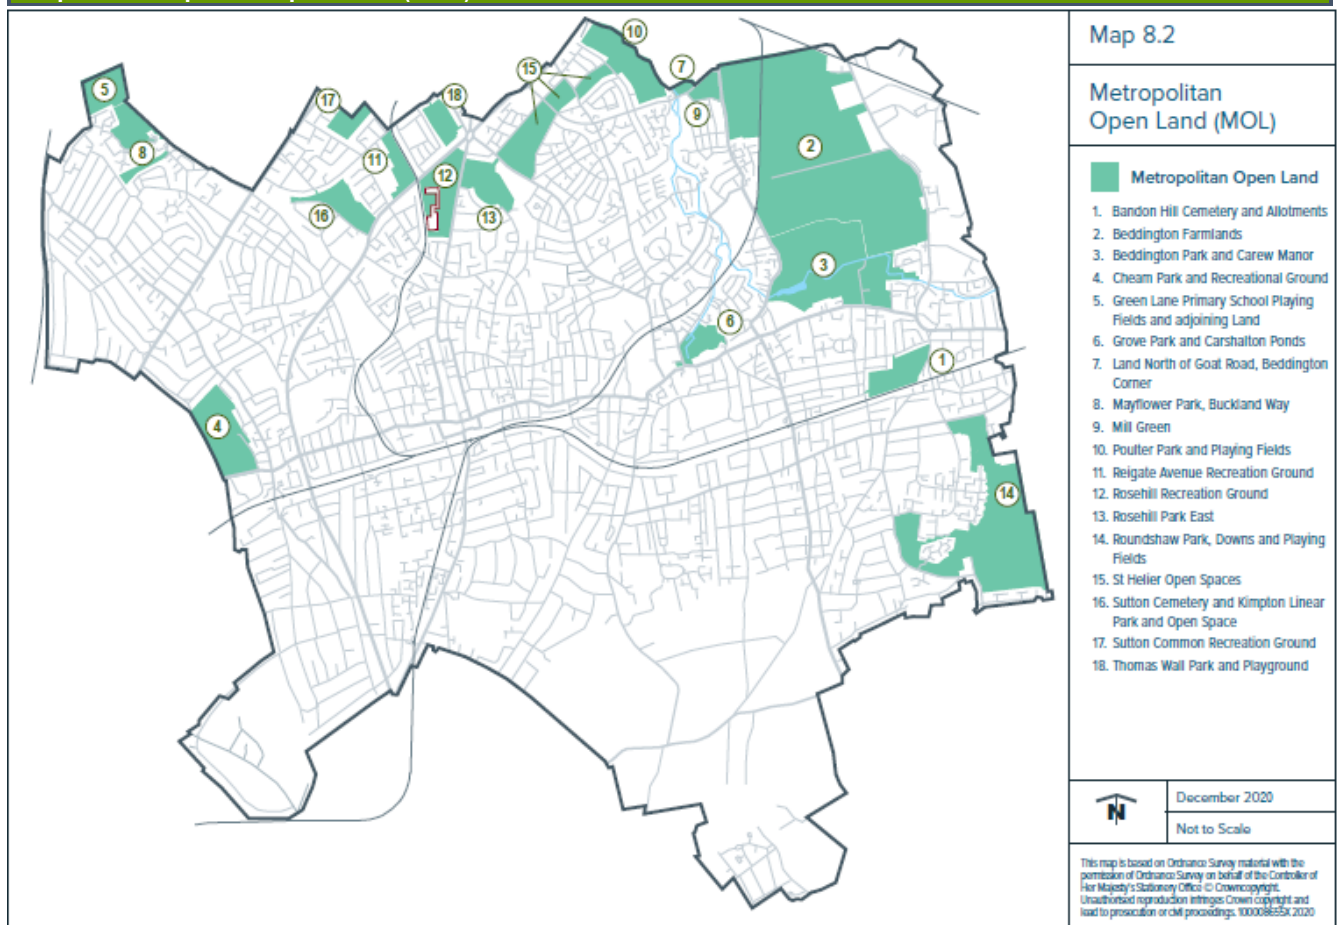 Map 8.2
Metropolitan
Open Land (MOL)
Metropolitan Open Land
1. Bandon Hill Cemetery and Allotments
2. Beddington Farmlands
3. Beddington Park and Carew Manor
4. Cheam Park and Recreational Ground
5. Green Lane Primary School Playing
Fields and adjoining Land
6. Grove Park and Carshalton Ponds
7. Land North of Goat Road, Beddington
Corner
8. Mayflower Park, Buckland Way
9. Mill Green
10. Poulter Park and Playing Fields
11. Reigate Avenue Recreation Ground
12. Rosehill Recreation Ground
13. Rosehill Park East
14. Roundshaw Park, Downs and Playing
Fields
15. St Helier Open Spaces
16. Sutton Cemetery and Kimpton Linear
Park and Open Space
17. Sutton Common Recreation Ground
18. Thomas Wall Park and Playground
N
December 2020
Not to Scale
This map is based on Ordnance Survey material with the
permission of Ordnance Survey on behalf of the Controller of
Her Majesty's Stationery Office © Crown copyright.
Unauthorised reproduction infringes Crown copyright and
lead to prosecution or civil proceedings. 2020
10
15
7
5
17
18
9
8
11
12
2
16
13
3
6
1
4
14